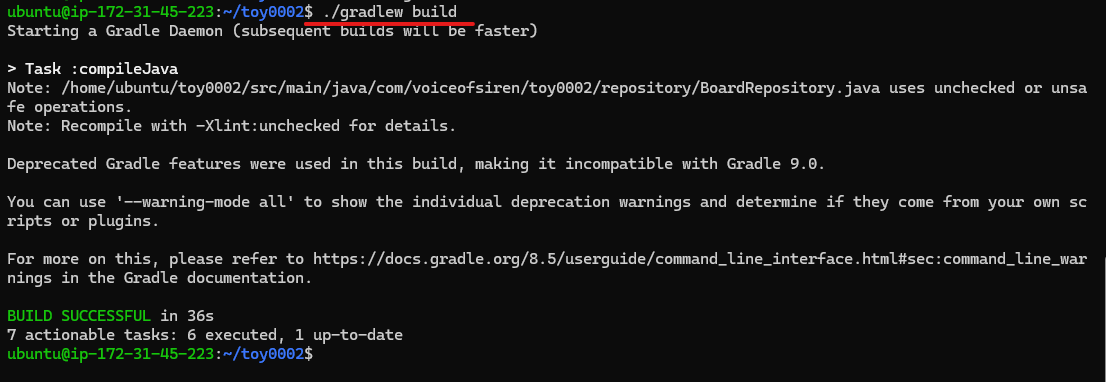 ubuntu@ip-172-31-45-223:~/toy0002$ ./gradlew build
Starting a Gradle Daemon (subsequent builds will be faster)
> Task :compileJava
Note: /home/ubuntu/toy0002/src/main/java/com/voiceofsiren/toy0002/repository/BoardRepository.java uses unchecked or unsa
fe operations.
Note: Recompile with -Xlint:unchecked for details.
Deprecated Gradle features were used in this build, making it incompatible with Gradle 9.0.
You can use '--warning-mode all' to show the individual deprecation warnings and determine if they come from your own sc
ripts or plugins.
For more on this, please refer to https://docs.gradle.org/8.5/userguide/command_line_interface.html#sec:command_line_war
nings in the Gradle documentation.
BUILD SUCCESSFUL in 36s
7 actionable tasks: 6 executed, 1 up-to-date
ubuntu@ip-172-31-45-223:~/toy0002$